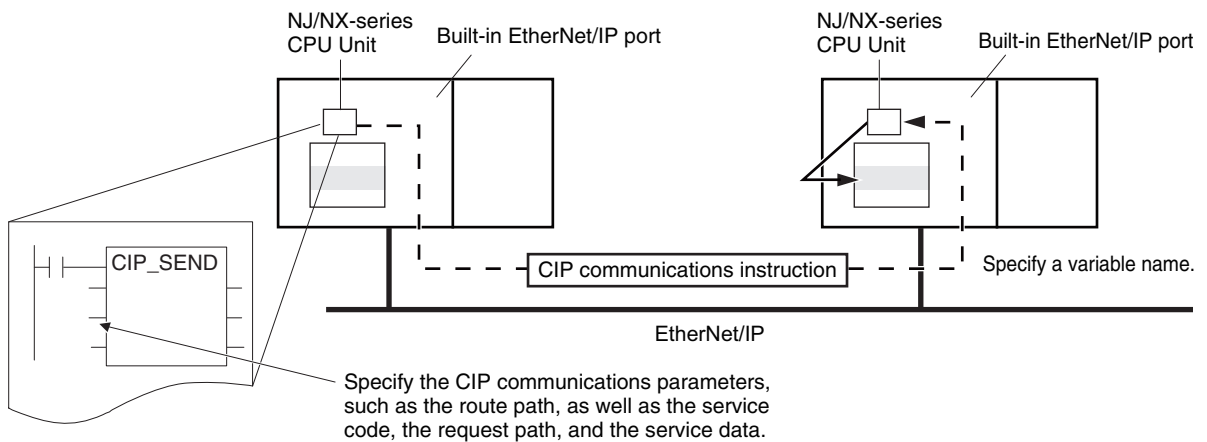 NJ/NX-series
CPU Unit
Built-in EtherNet/IP port
NJ/NX-series
CPU Unit
Built-in EtherNet/IP port
CIP_SEND
CIP communications instruction
Specify a variable name.
EtherNet/IP
Specify the CIP communications parameters,
such as the route path, as well as the service
code, the request path, and the service data.